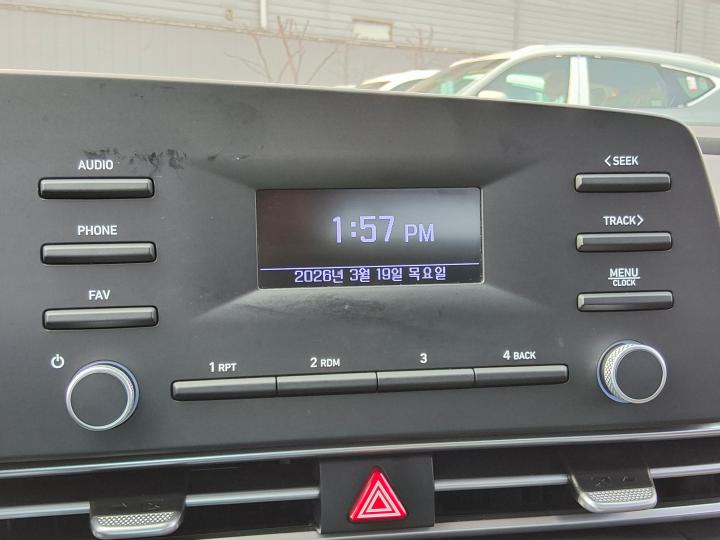 AUDIO
PHONE
FAV
1:57 PM
2026년 3월 19일 목요일
<SEEK
TRACK>
MENU
CLOCK
1 RPT
2 RDM
3
4 BACK